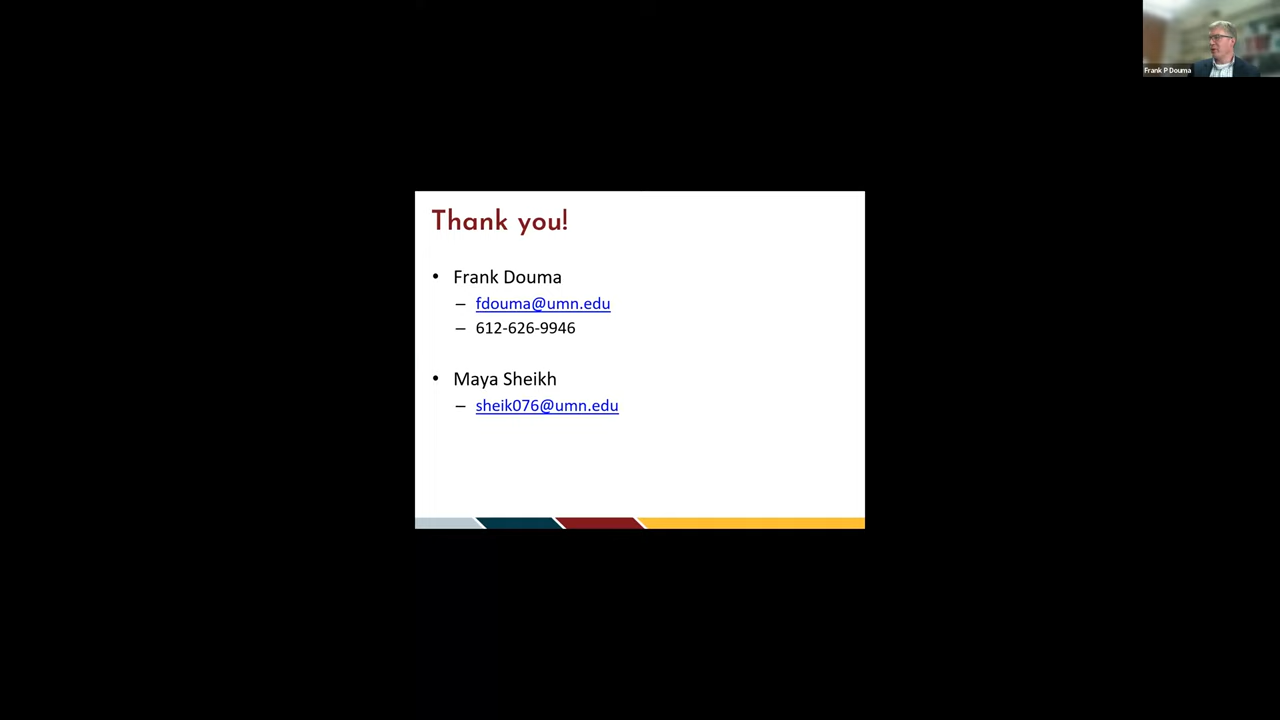 Frank P Douma
Thank you!
• Frank Douma
– fdouma@umn.edu
– 612-626-9946
• Maya Sheikh
– sheik076@umn.edu